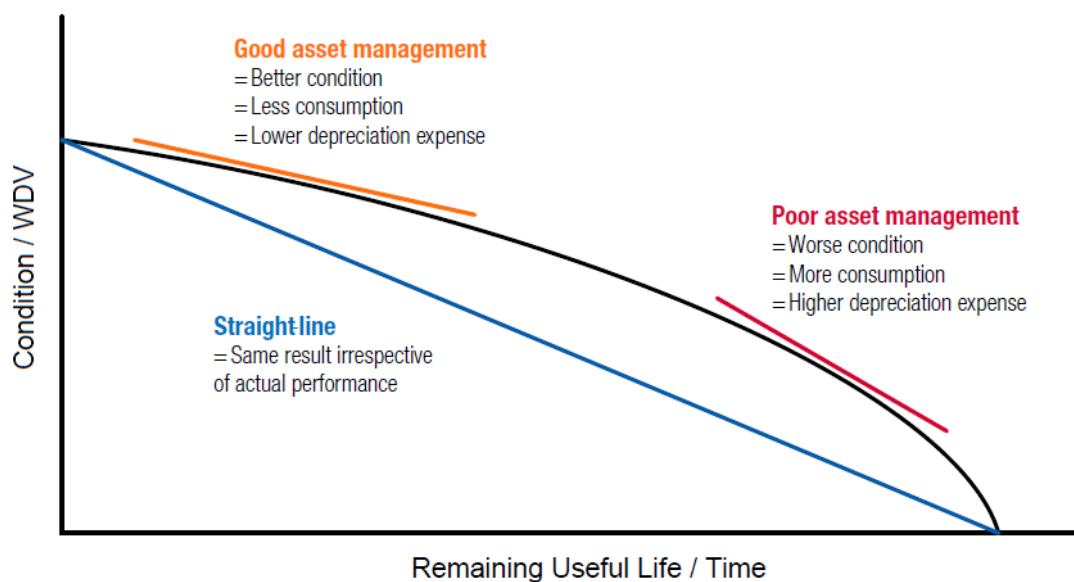 Good asset management
= Better condition
= Less consumption
= Lower depreciation expense
Poor asset management
= Worse condition
= More consumption
= Higher depreciation expense
Straight-line
= Same result irrespective
of actual performance
Condition / WDV
Remaining Useful Life / Time